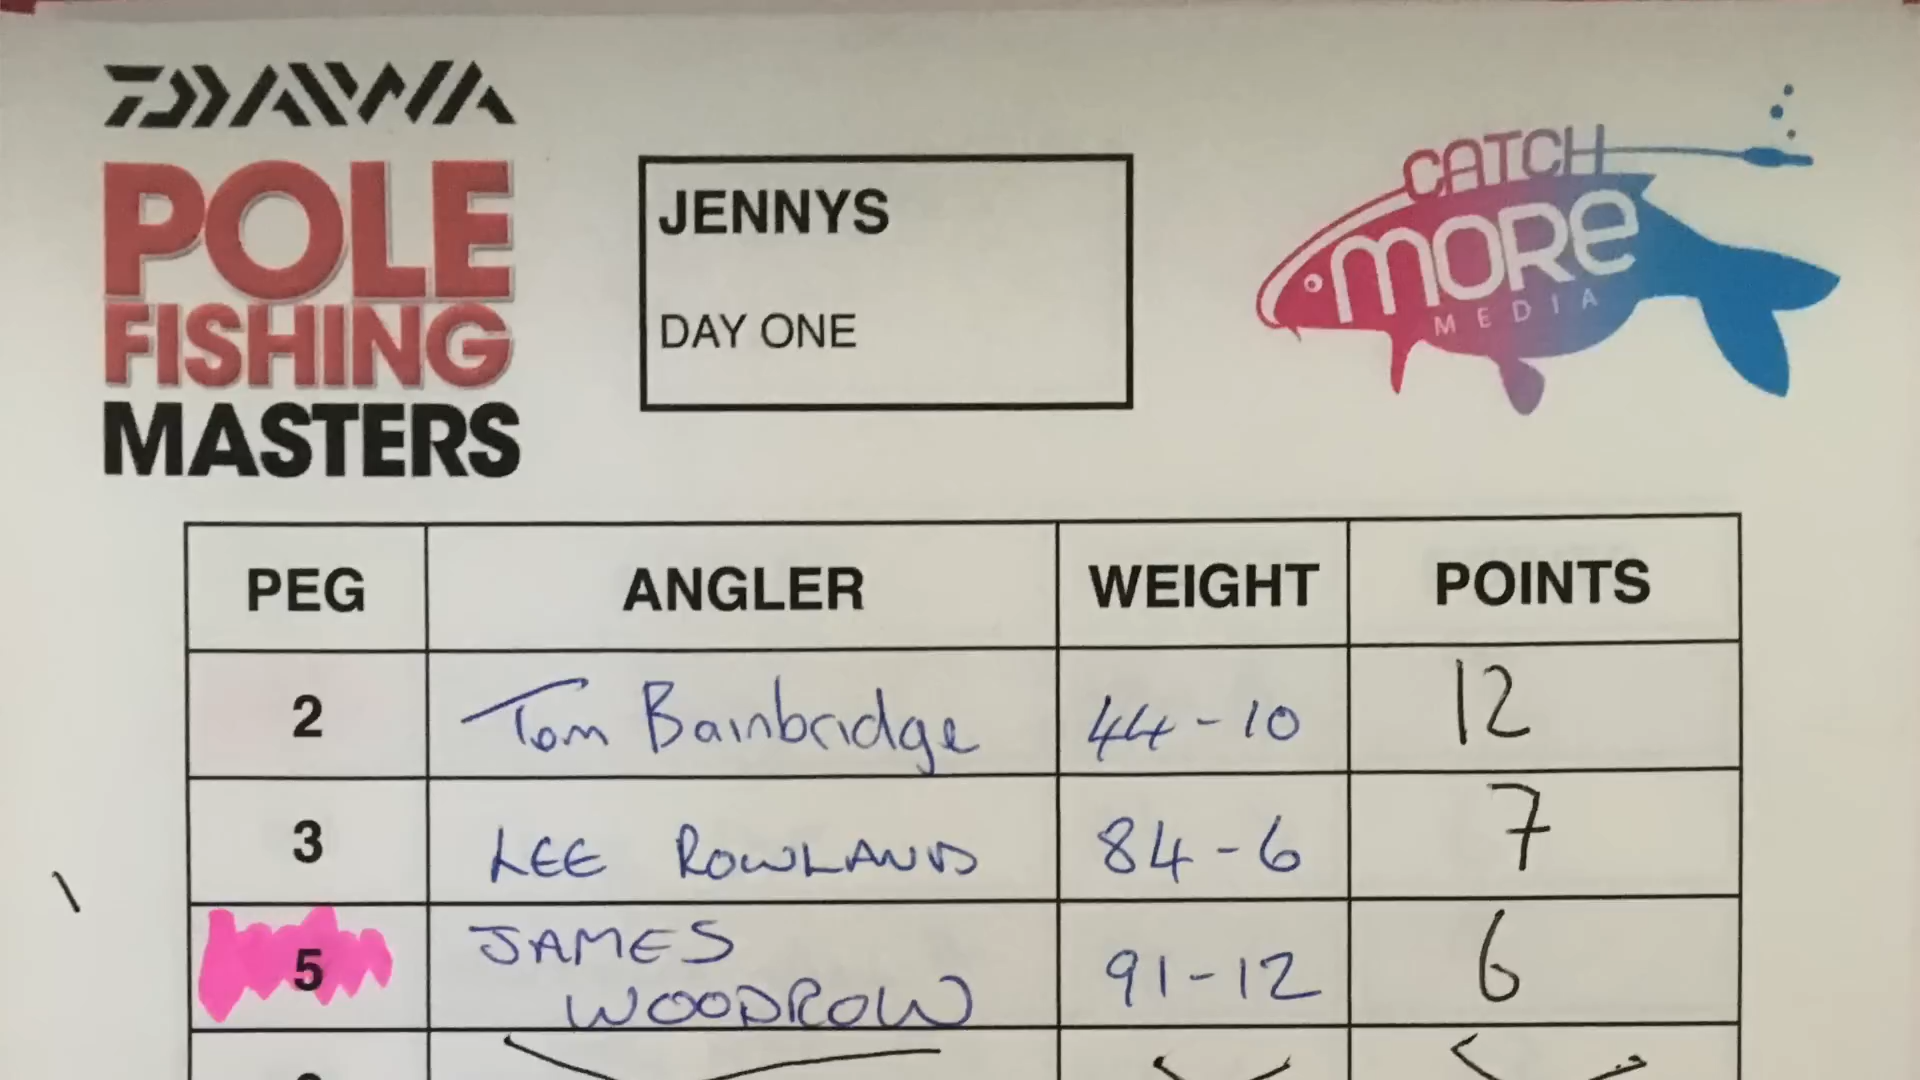 DAIWA
POLE
FISHING
MASTERS
JENNYS
DAY ONE
CATCH
MORE
MEDIA
PEG ANGLER WEIGHT POINTS
2 Tom Bainbridge 44-10 12
3 LEE ROWLAND 84-6 7
5 JAMES WOODROW 91-12 6